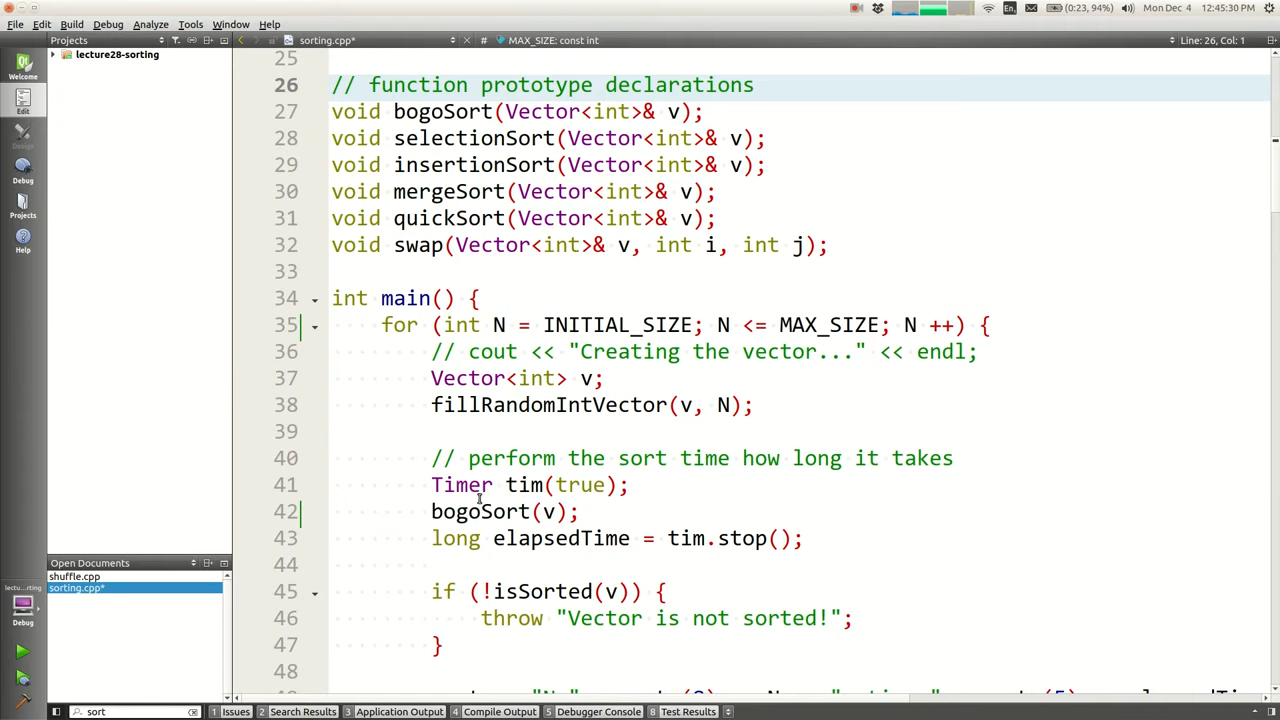 En, (0:23, 94%) Mon Dec 4 12:45:30 PM
File Edit Build Debug Analyze Tools Window Help
Projects sorting.cpp* # MAX_SIZE: const int Line: 26, Col: 1
Welcome
Edit
Design
Debug
Projects
Help
lecture28-sorting
25
26 // function prototype declarations
27 void bogoSort(Vector<int>& v);
28 void selectionSort(Vector<int>& v);
29 void insertionSort(Vector<int>& v);
30 void mergeSort(Vector<int>& v);
31 void quickSort(Vector<int>& v);
32 void swap(Vector<int>& v, int i, int j);
33
34 int main() {
35 for (int N = INITIAL_SIZE; N <= MAX_SIZE; N ++) {
36 // cout << "Creating the vector..." << endl;
37 Vector<int> v;
38 fillRandomIntVector(v, N);
39
40 // perform the sort time how long it takes
41 Timer tim(true);
42 bogoSort(v);
43 long elapsedTime = tim.stop();
44
45 if (!isSorted(v)) {
46 throw "Vector is not sorted!";
47 }
48
Open Documents
shuffle.cpp
sorting.cpp*
lectu...rting
Debug
sort
1 Issues 2 Search Results 3 Application Output 4 Compile Output 5 Debugger Console 8 Test Results